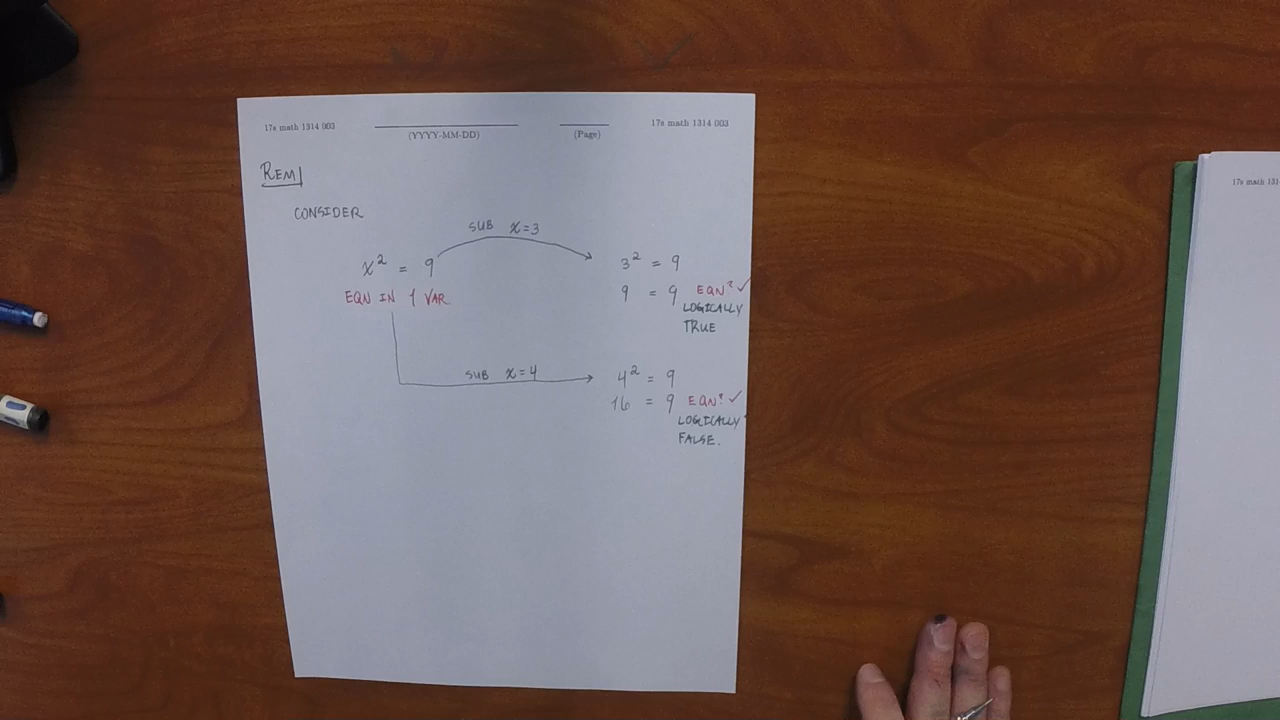 17s math 1314 003 (YYYY-MM-DD) (Page) 17s math 1314 003
REM
CONSIDER
SUB x=3
x² = 9
EQN IN 1 VAR
3² = 9
9 = 9 EQN? ✓
LOGICALLY
TRUE
SUB x=4
4² = 9
16 = 9 EQN? ✓
LOGICALLY
FALSE.
17s math 131